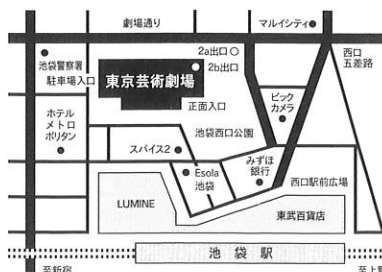 劇場通り
マルイシティ
2a出口
2b出口
西口
五差路
池袋警察署
駐車場入口
東京芸術劇場
正面入口
ビック
カメラ
ホテル
メトロ
ポリタン
池袋西口公園
スパイス2
Esola
池袋
みずほ
銀行
西口駅前広場
LUMINE
東武百貨店
池袋駅
至新宿
至上野